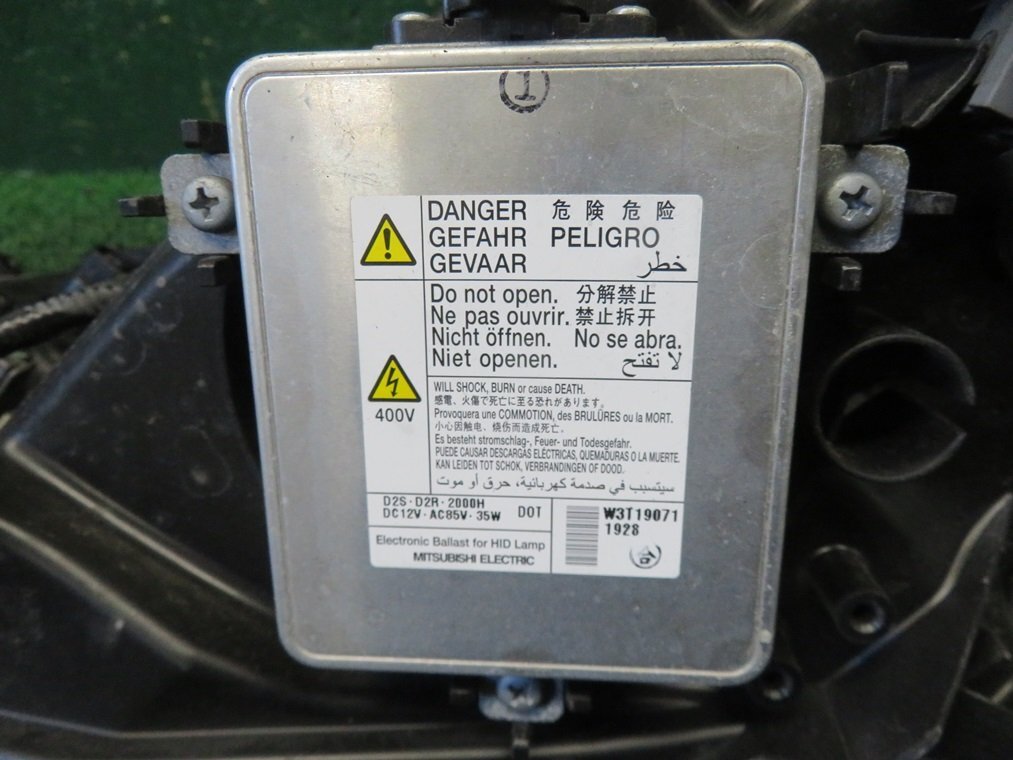 1
DANGER 危険 危险
GEFAHR PELIGRO
GEVAAR خطر
Do not open. 分解禁止
Ne pas ouvrir. 禁止拆开
Nicht öffnen. No se abra.
Niet openen. لا تفتح
400V
WILL SHOCK, BURN or cause DEATH.
感電、火傷で死亡に至る恐れがあります。
Provoquera une COMMOTION, des BRULÛRES ou la MORT.
小心因触电、烧伤而造成死亡。
Es besteht stromschlag-, Feuer- und Todesgefahr.
PUEDE CAUSAR DESCARGAS ELÉCTRICAS, QUEMADURAS O LA MUERTE.
KAN LEIDEN TOT SCHOK, VERBRANDINGEN OF DOOD.
سيتسبب في صدمة كهربائية، حرق أو موت
D2S·D2R·2000H
DC12V·AC85V·35W DOT
W3T19071
1928
Electronic Ballast for HID Lamp
MITSUBISHI ELECTRIC